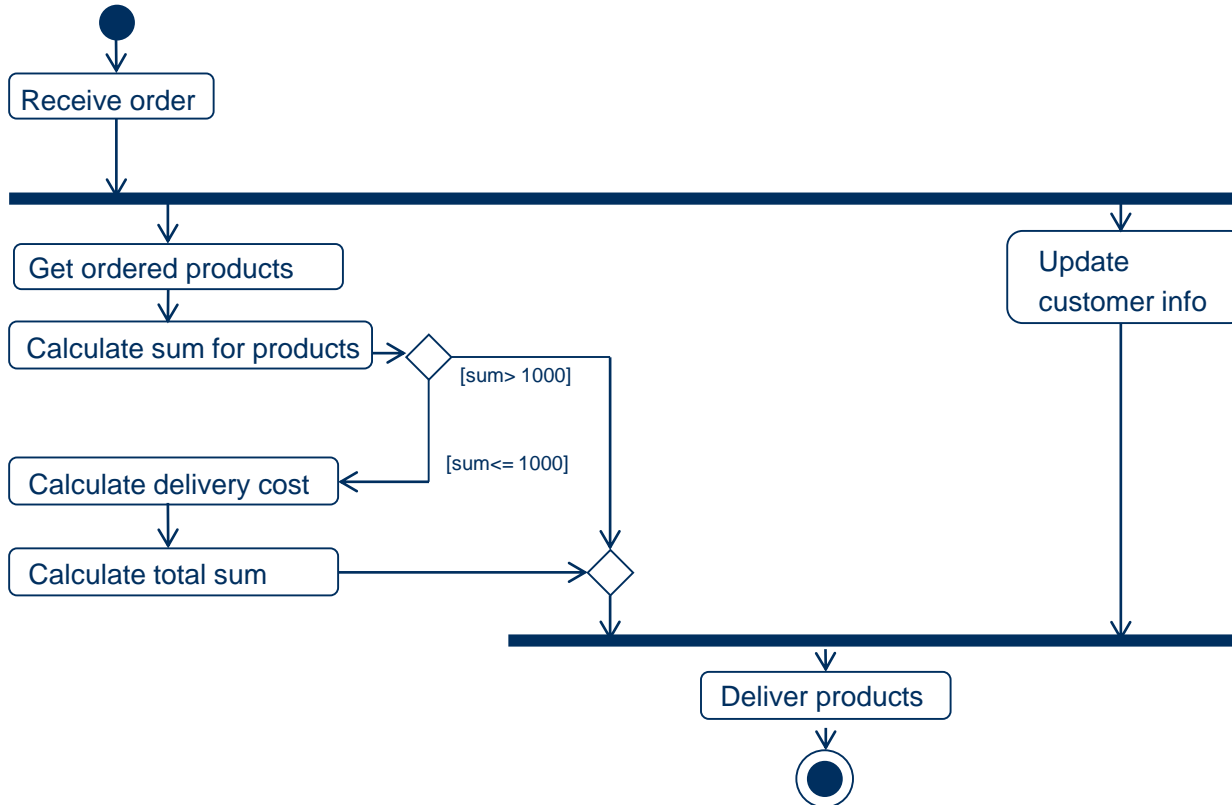 Receive order
Get ordered products
Update
customer info
Calculate sum for products
[sum> 1000]
[sum<= 1000]
Calculate delivery cost
Calculate total sum
Deliver products